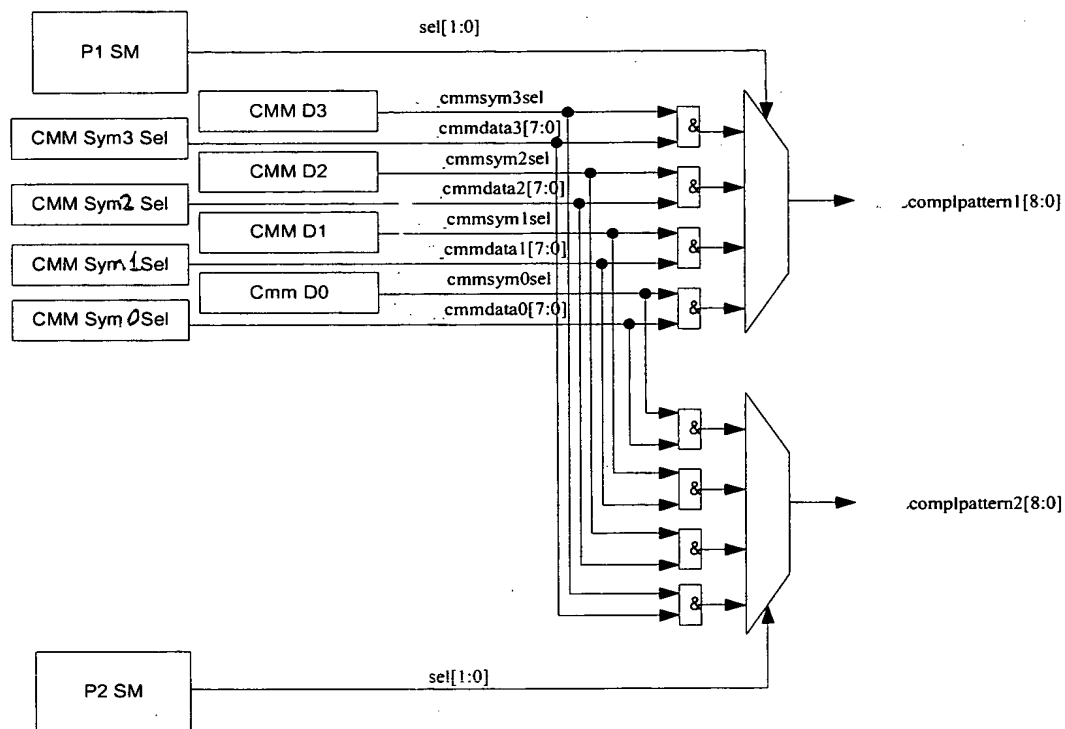 sel[1:0]
P1 SM
CMM D3
cmmsym3sel
CMM Sym3 Sel
cmmdata3[7:0]
&
CMM D2
cmmsym2sel
CMM Sym2 Sel
cmmdata2[7:0]
&
complpattern1[8:0]
CMM D1
cmmsym1sel
CMM Sym1Sel
cmmdata1[7:0]
&
Cmm D0
cmmsym0sel
CMM Sym0Sel
cmmdata0[7:0]
&
&
&
complpattern2[8:0]
&
&
P2 SM
sel[1:0]